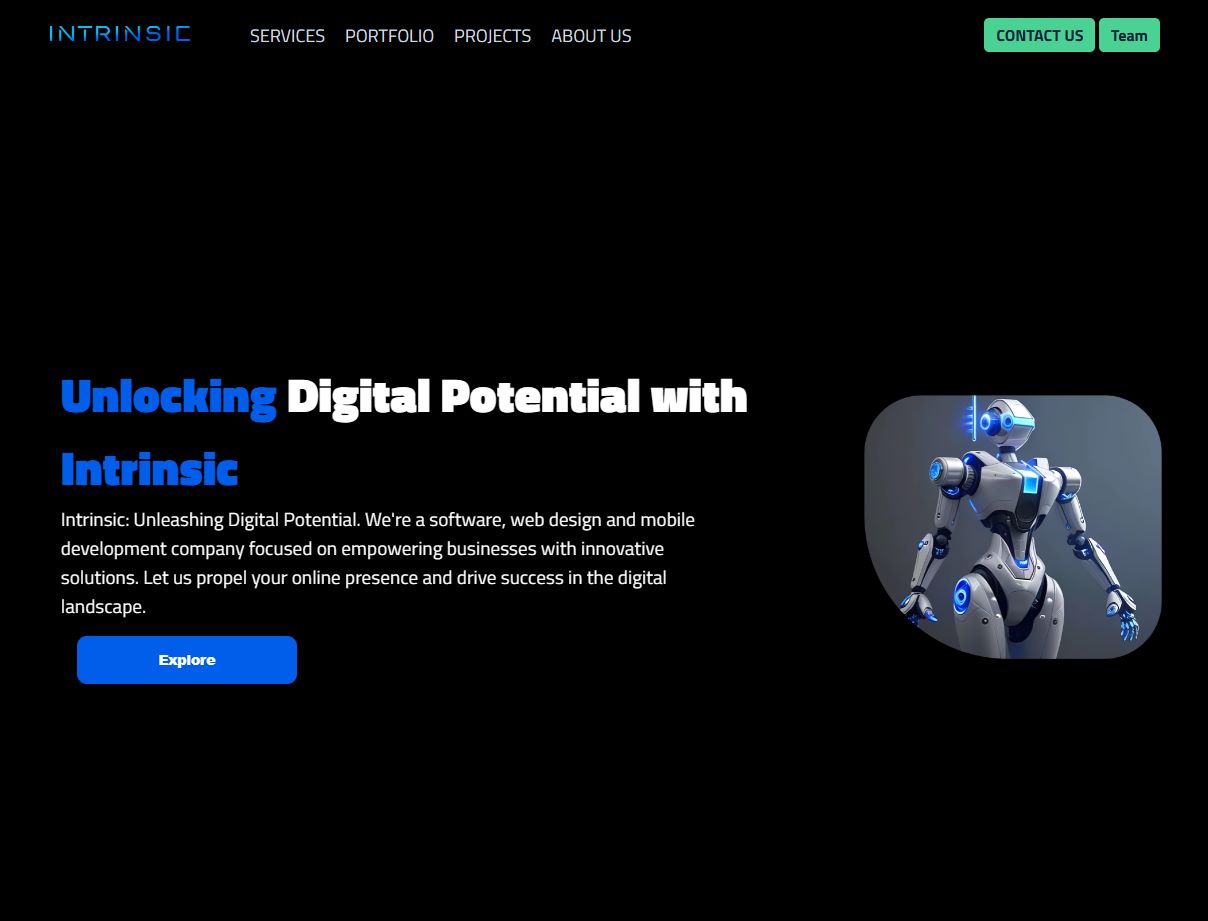 INTRINSIC
SERVICES PORTFOLIO PROJECTS ABOUT US
CONTACT US Team
Unlocking Digital Potential with
Intrinsic
Intrinsic: Unleashing Digital Potential. We're a software, web design and mobile
development company focused on empowering businesses with innovative
solutions. Let us propel your online presence and drive success in the digital
landscape.
Explore